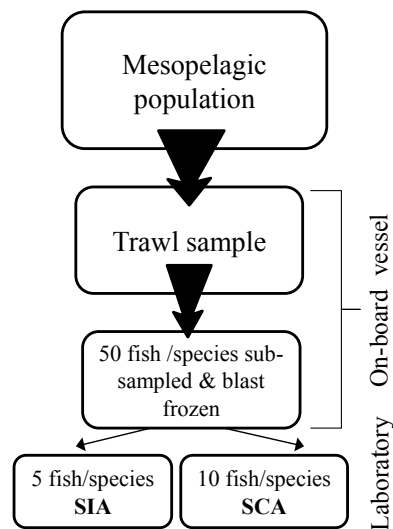 Mesopelagic
population
Trawl sample
50 fish /species sub-
sampled & blast
frozen
On-board vessel
5 fish/species
SIA
10 fish/species
SCA
Laboratory